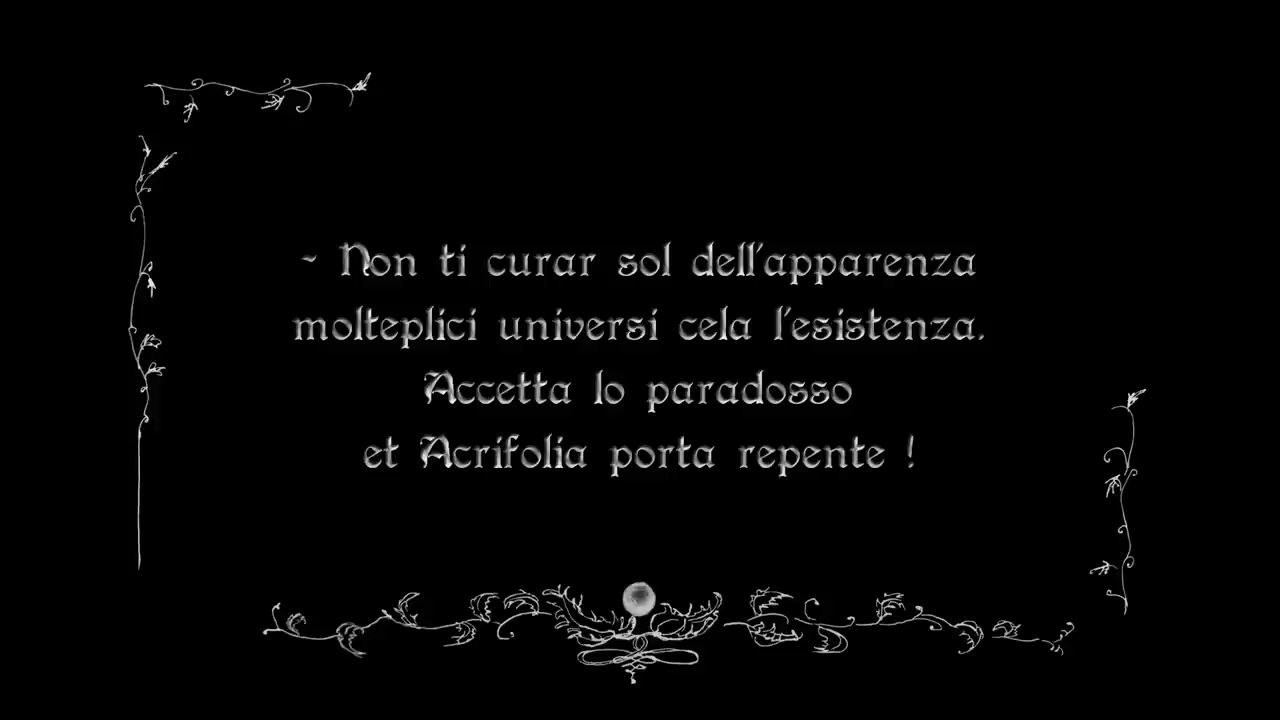 - Non ti curar sol dell'apparenza
molteplici universi cela l'esistenza.
Accetta lo paradosso
et Acrifolia porta repente !